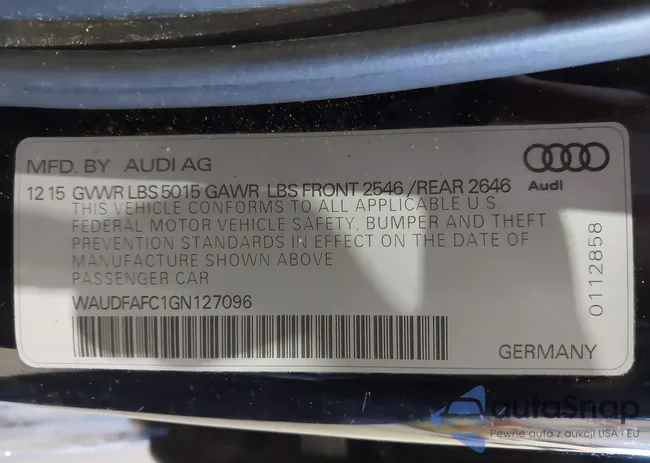 MFD. BY AUDI AG
Audi
12 15 GVWR LBS 5015 GAWR LBS FRONT 2546 /REAR 2646
THIS VEHICLE CONFORMS TO ALL APPLICABLE U.S.
FEDERAL MOTOR VEHICLE SAFETY, BUMPER AND THEFT
PREVENTION STANDARDS IN EFFECT ON THE DATE OF
MANUFACTURE SHOWN ABOVE
PASSENGER CAR
WAUDFAFC1GN127096
0112858
GERMANY
autoSnap
Pewne auta z aukcji USA i EU